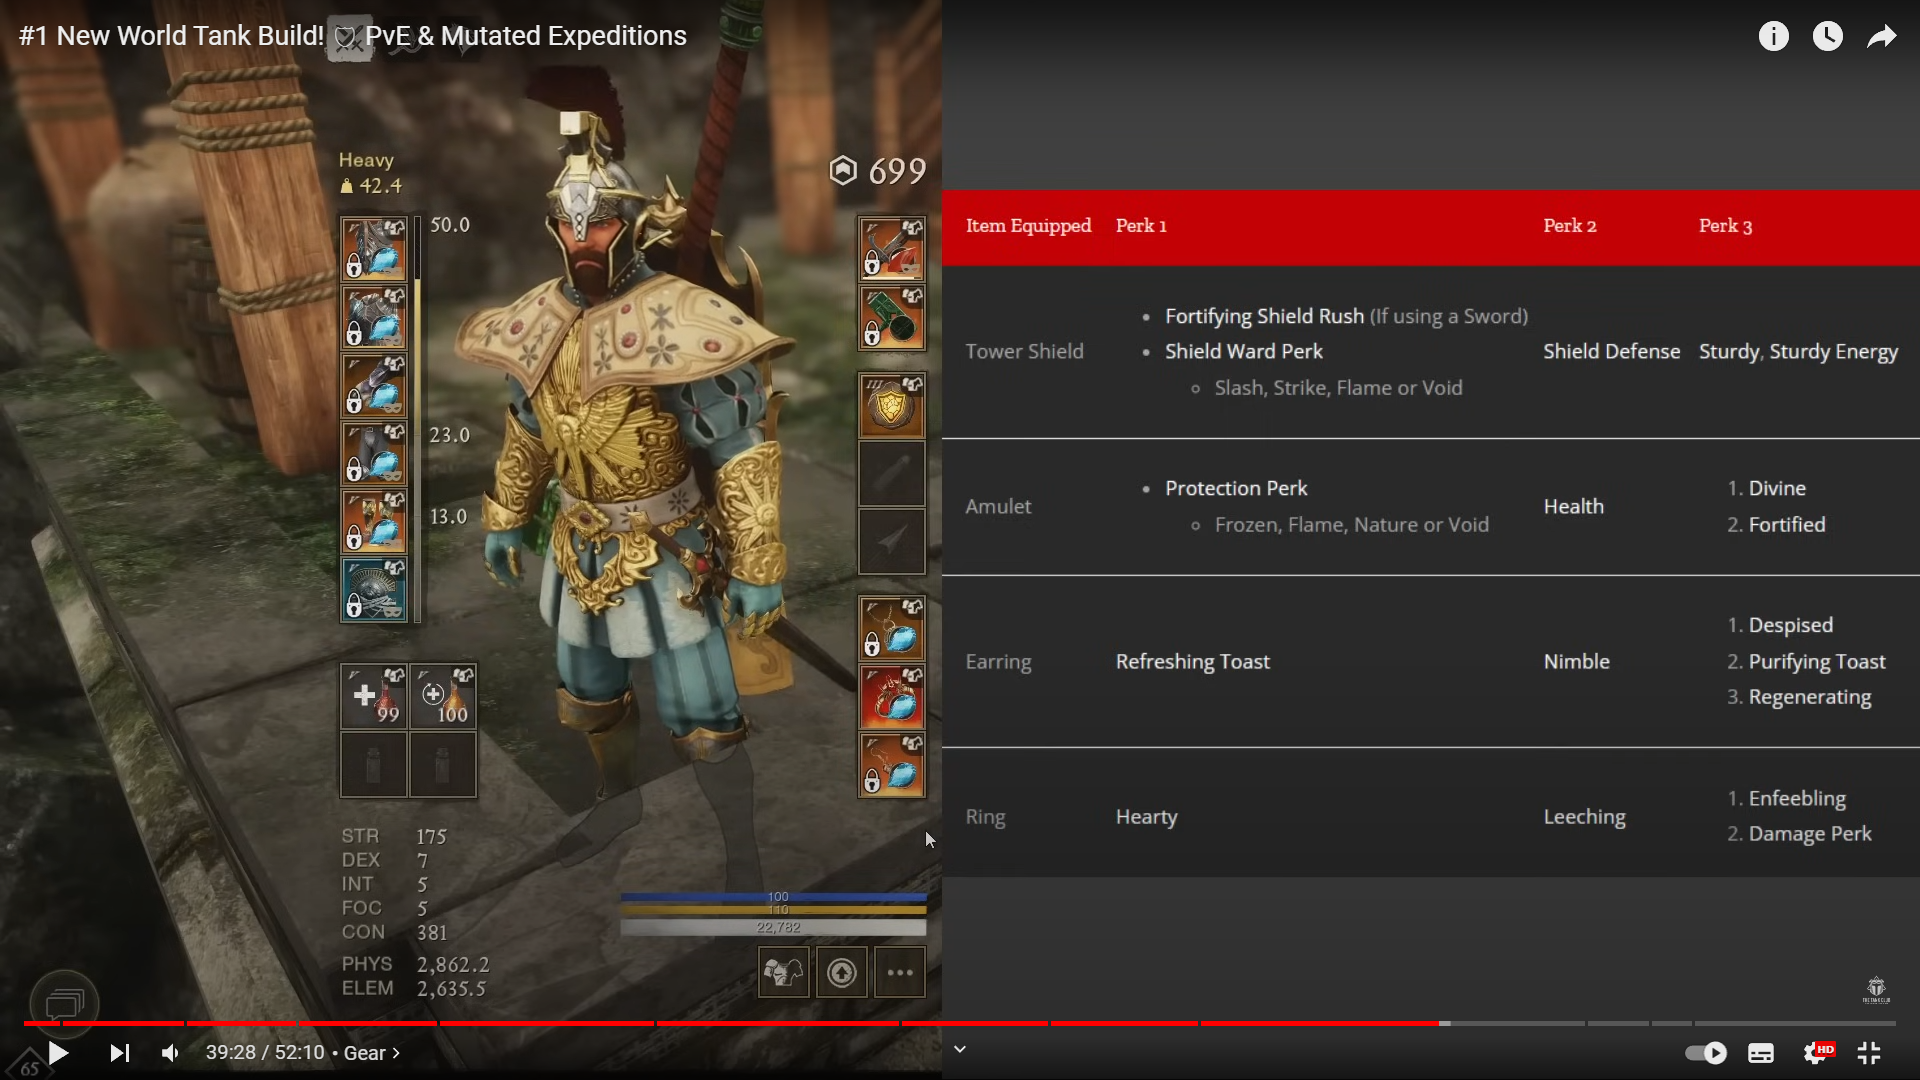 #1 New World Tank Build! 🛡 PvE & Mutated Expeditions
Heavy
42.4
699
50.0
23.0
13.0
99
100
STR 175
DEX 7
INT 5
FOC 5
CON 381
PHYS 2,862.2
ELEM 2,635.5
100
110
22,782
65
Item Equipped Perk 1 Perk 2 Perk 3
Tower Shield
• Fortifying Shield Rush (If using a Sword)
• Shield Ward Perk
○ Slash, Strike, Flame or Void
Shield Defense
Sturdy, Sturdy Energy
Amulet
• Protection Perk
○ Frozen, Flame, Nature or Void
Health
1. Divine
2. Fortified
Earring
Refreshing Toast
Nimble
1. Despised
2. Purifying Toast
3. Regenerating
Ring
Hearty
Leeching
1. Enfeebling
2. Damage Perk
39:28 / 52:10 • Gear >
HD